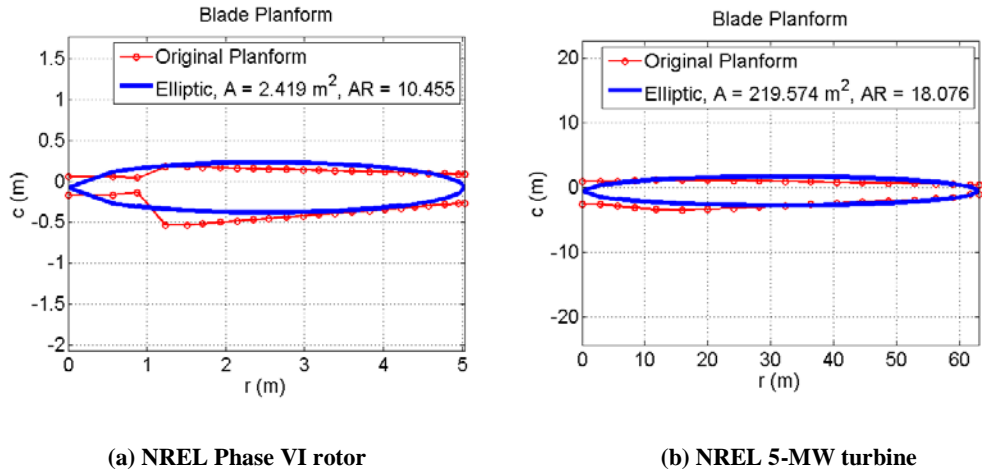 Blade Planform
1.5
1
0.5
0
-0.5
-1
-1.5
-2
c (m)
Original Planform
Elliptic, A = 2.419 m², AR = 10.455
0 1 2 3 4 5
r (m)
(a) NREL Phase VI rotor
Blade Planform
20
10
0
-10
-20
c (m)
Original Planform
Elliptic, A = 219.574 m², AR = 18.076
0 10 20 30 40 50 60
r (m)
(b) NREL 5-MW turbine